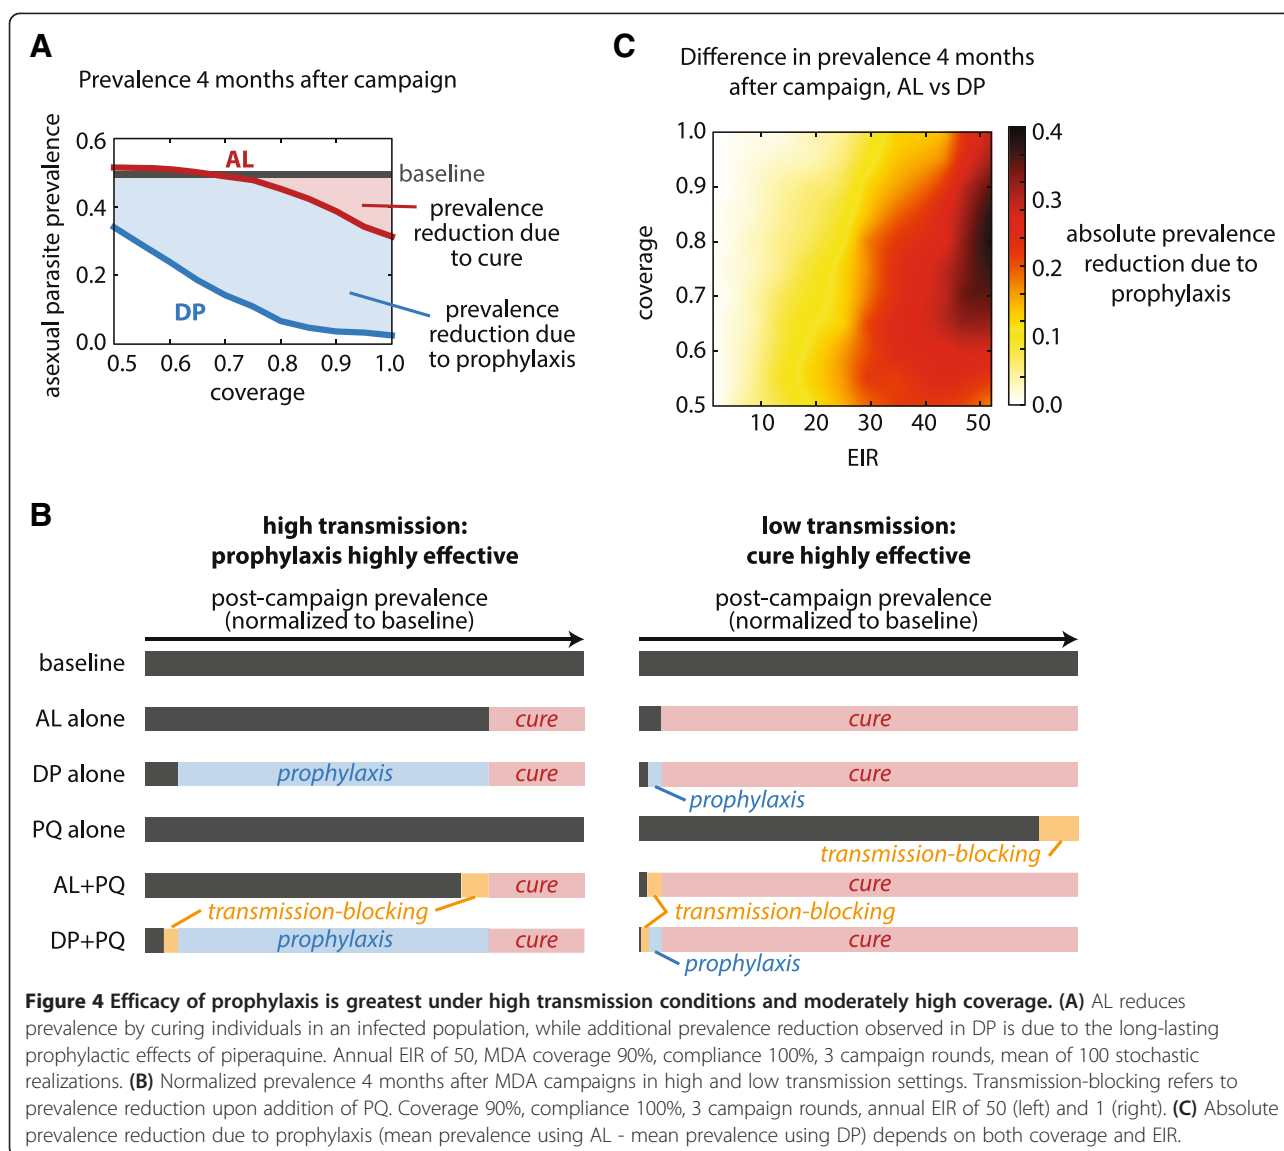 A
Prevalence 4 months after campaign
asexual parasite prevalence
0.6
0.4
0.2
0.0
AL
baseline
prevalence
reduction due
to cure
DP
prevalence
reduction due
to prophylaxis
0.5 0.6 0.7 0.8 0.9 1.0
coverage
C
Difference in prevalence 4 months
after campaign, AL vs DP
coverage
1.0
0.9
0.8
0.7
0.6
0.5
10 20 30 40 50
EIR
0.4
0.3
0.2
0.1
0.0
absolute prevalence
reduction due to
prophylaxis
B
high transmission:
prophylaxis highly effective
post-campaign prevalence
(normalized to baseline)
low transmission:
cure highly effective
post-campaign prevalence
(normalized to baseline)
baseline
AL alone cure cure
DP alone prophylaxis cure cure
prophylaxis
PQ alone
transmission-blocking
AL+PQ cure cure
transmission-blocking transmission-blocking
DP+PQ prophylaxis cure cure
prophylaxis
Figure 4 Efficacy of prophylaxis is greatest under high transmission conditions and moderately high coverage. (A) AL reduces
prevalence by curing individuals in an infected population, while additional prevalence reduction observed in DP is due to the long-lasting
prophylactic effects of piperaquine. Annual EIR of 50, MDA coverage 90%, compliance 100%, 3 campaign rounds, mean of 100 stochastic
realizations. (B) Normalized prevalence 4 months after MDA campaigns in high and low transmission settings. Transmission-blocking refers to
prevalence reduction upon addition of PQ. Coverage 90%, compliance 100%, 3 campaign rounds, annual EIR of 50 (left) and 1 (right). (C) Absolute
prevalence reduction due to prophylaxis (mean prevalence using AL - mean prevalence using DP) depends on both coverage and EIR.